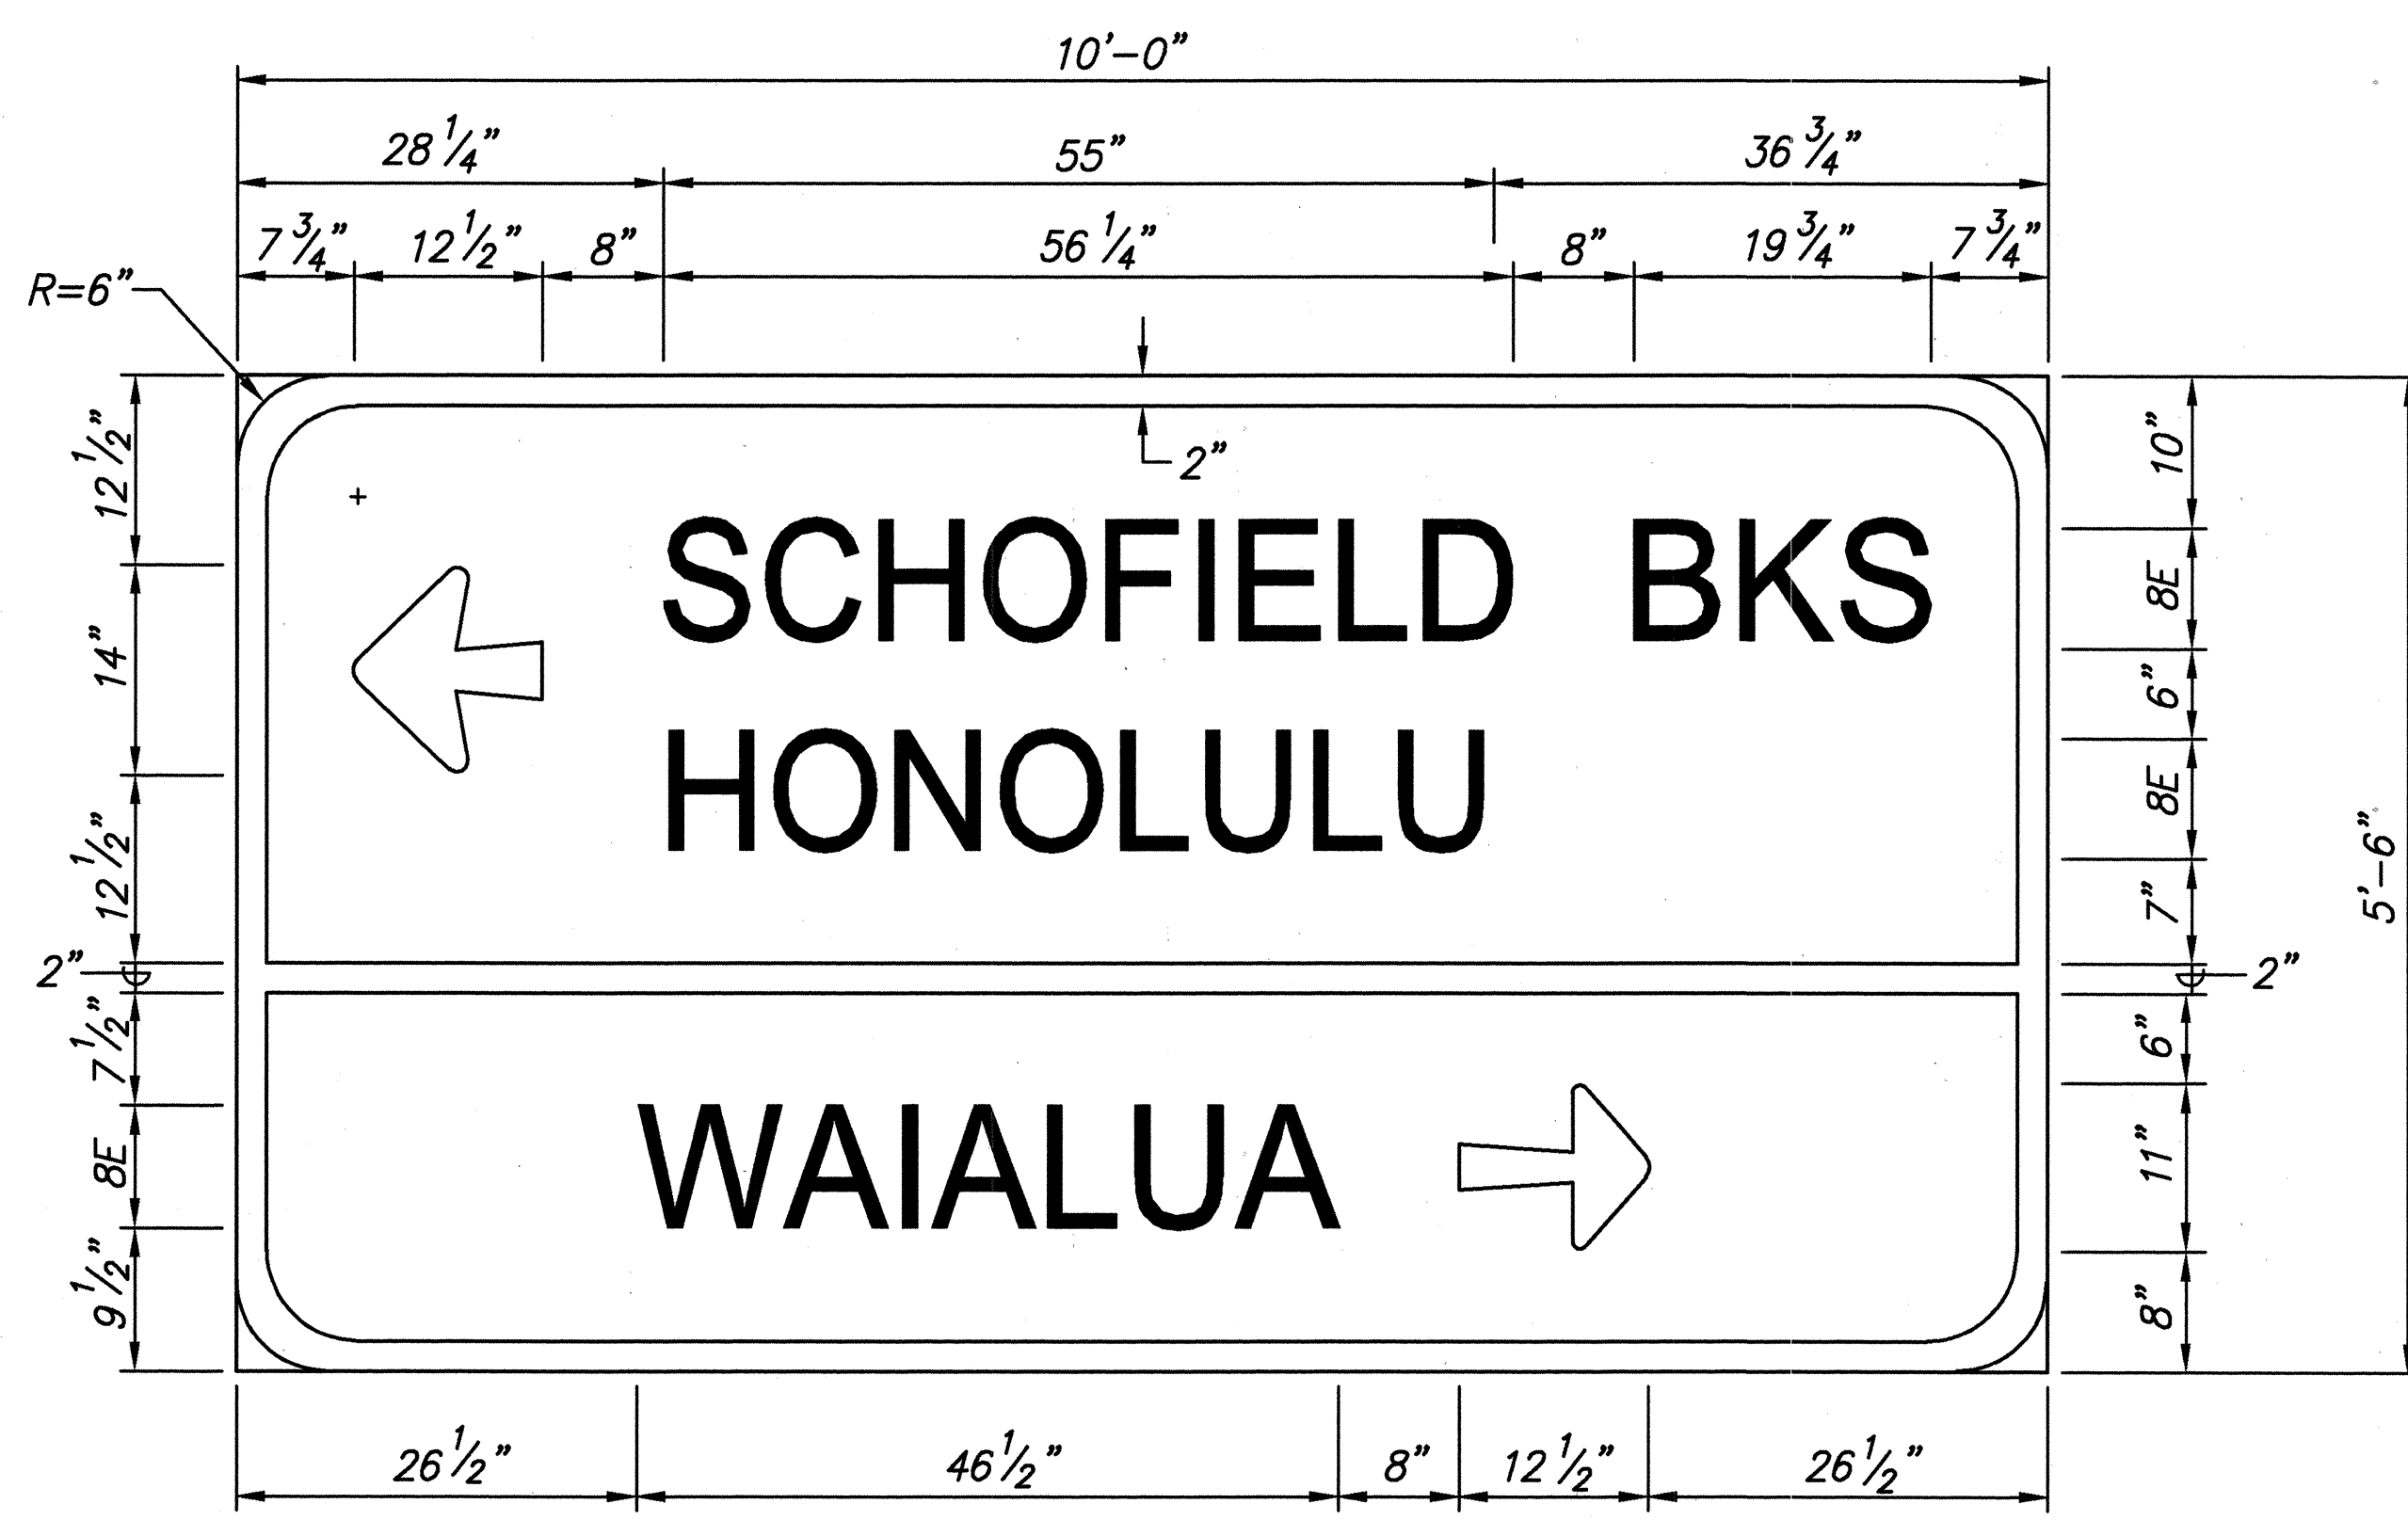 10'-0"
28 1/4" 55" 36 3/4"
7 3/4" 12 1/2" 8" 56 1/4" 8" 19 3/4" 7 3/4"
R=6"
2"
12 1/2"
14"
12 1/2"
2"
7 1/2"
8E
9 1/2"
SCHOFIELD BKS
HONOLULU
WAIALUA
10"
8E
6"
8E
7"
2"
6"
11"
8"
5'-6"
26 1/2" 46 1/2" 8" 12 1/2" 26 1/2"